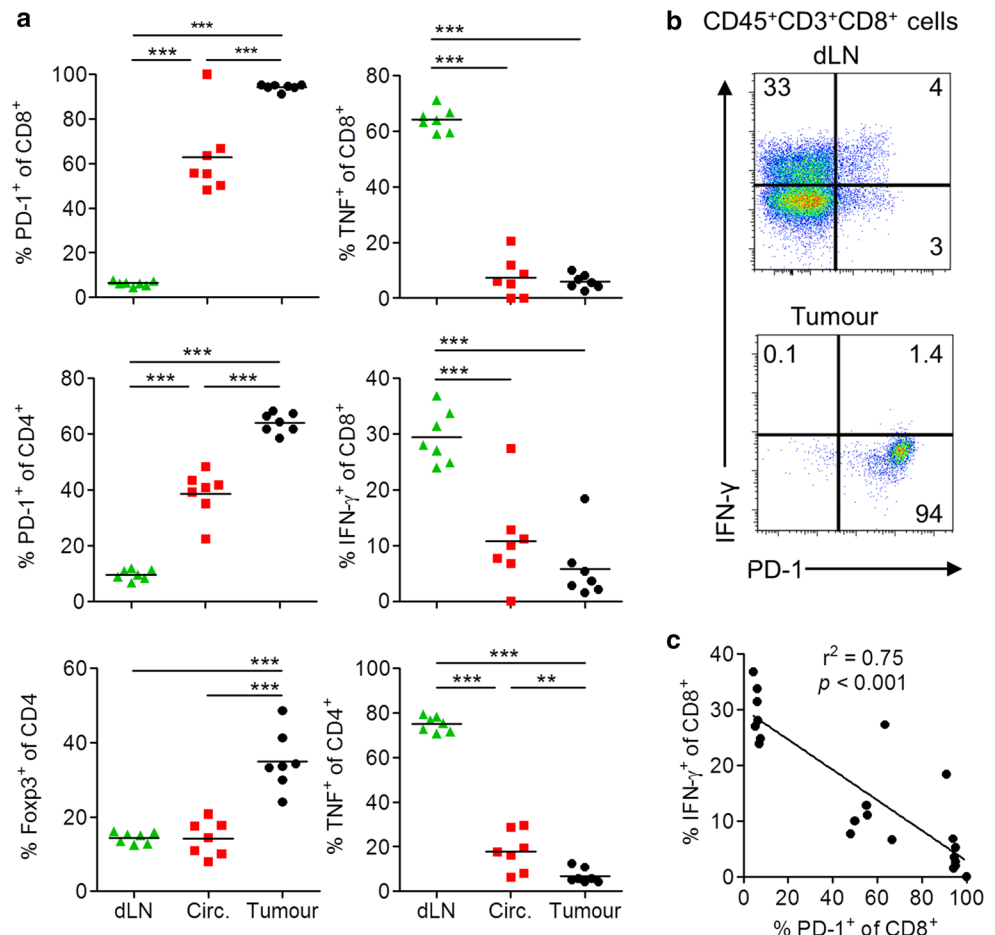 a
% PD-1⁺ of CD8⁺
100
80
60
40
20
0
***
***
***
% TNF⁺ of CD8⁺
80
60
40
20
0
***
***
% PD-1⁺ of CD4⁺
80
60
40
20
0
***
***
***
% IFN-γ⁺ of CD8⁺
40
30
20
10
0
***
***
% Foxp3⁺ of CD4
60
40
20
0
***
***
dLN Circ. Tumour
% TNF⁺ of CD4⁺
100
80
60
40
20
0
***
***
**
dLN Circ. Tumour
b
CD45⁺CD3⁺CD8⁺ cells
dLN
33 4
3
Tumour
0.1 1.4
94
IFN-γ
PD-1
c
r² = 0.75
p < 0.001
% IFN-γ⁺ of CD8⁺
40
30
20
10
0
0 20 40 60 80 100
% PD-1⁺ of CD8⁺